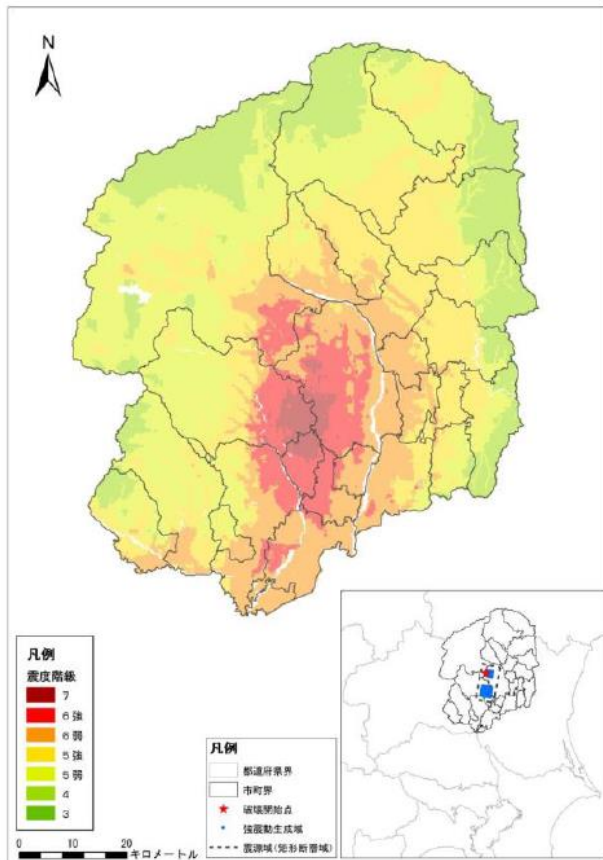 N
凡例
震度階級
7
6強
6弱
5強
5弱
4
3
0
10
20
キロメートル
凡例
都道府県界
市町界
破壊開始点
強震動生成域
震源域(矩形断層域)